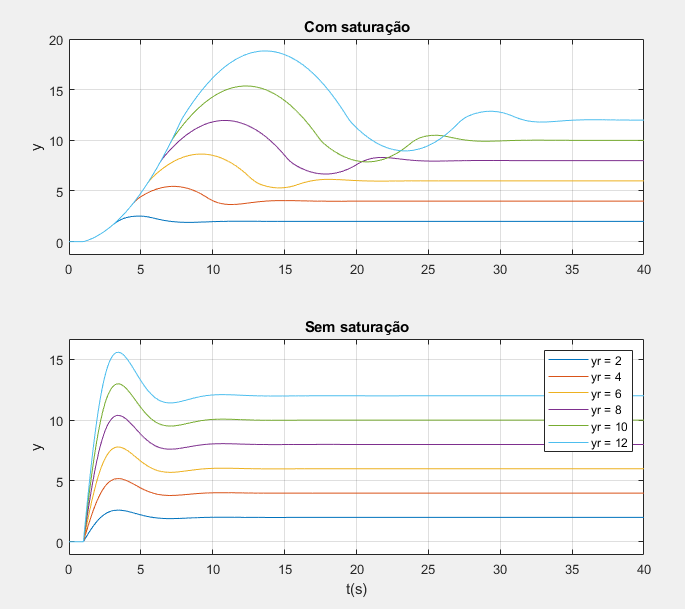 Com saturação
20
15
10
5
0
y
0 5 10 15 20 25 30 35 40
Sem saturação
15
10
5
0
y
yr = 2
yr = 4
yr = 6
yr = 8
yr = 10
yr = 12
0 5 10 15 20 25 30 35 40
t(s)